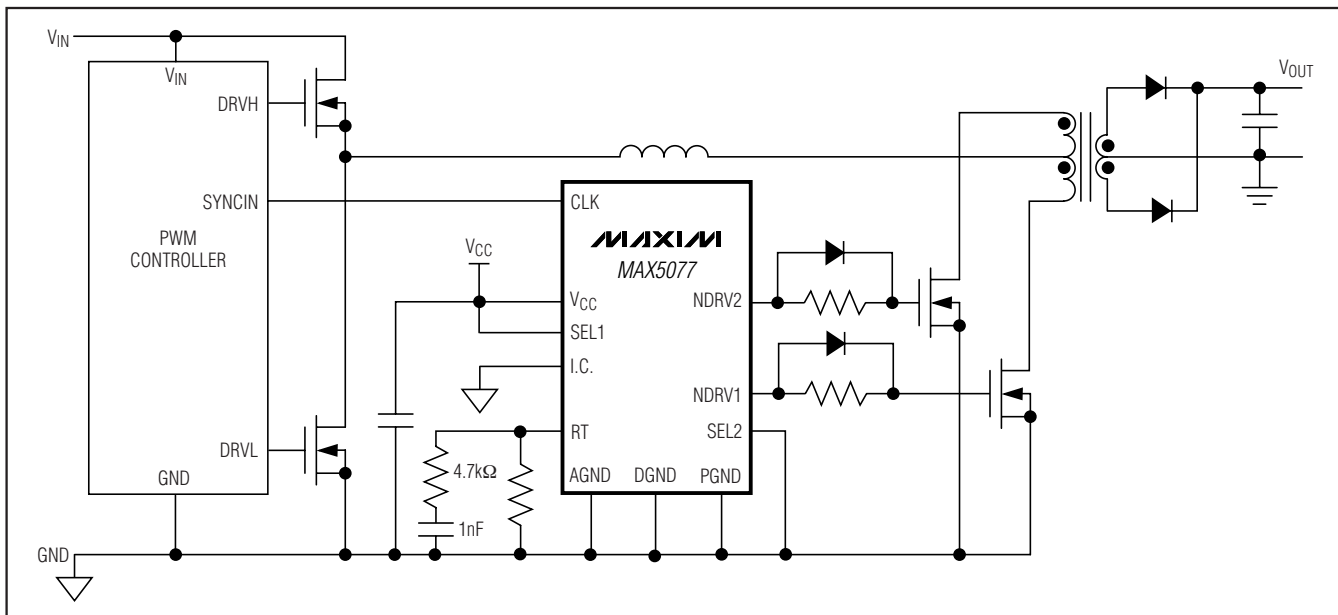 V_IN
V_IN
DRVH
SYNCIN
PWM
CONTROLLER
DRVL
GND
GND
CLK
MAXIM
MAX5077
V_CC
V_CC
SEL1
I.C.
RT
4.7kΩ
1nF
AGND
DGND
PGND
NDRV2
NDRV1
SEL2
V_OUT